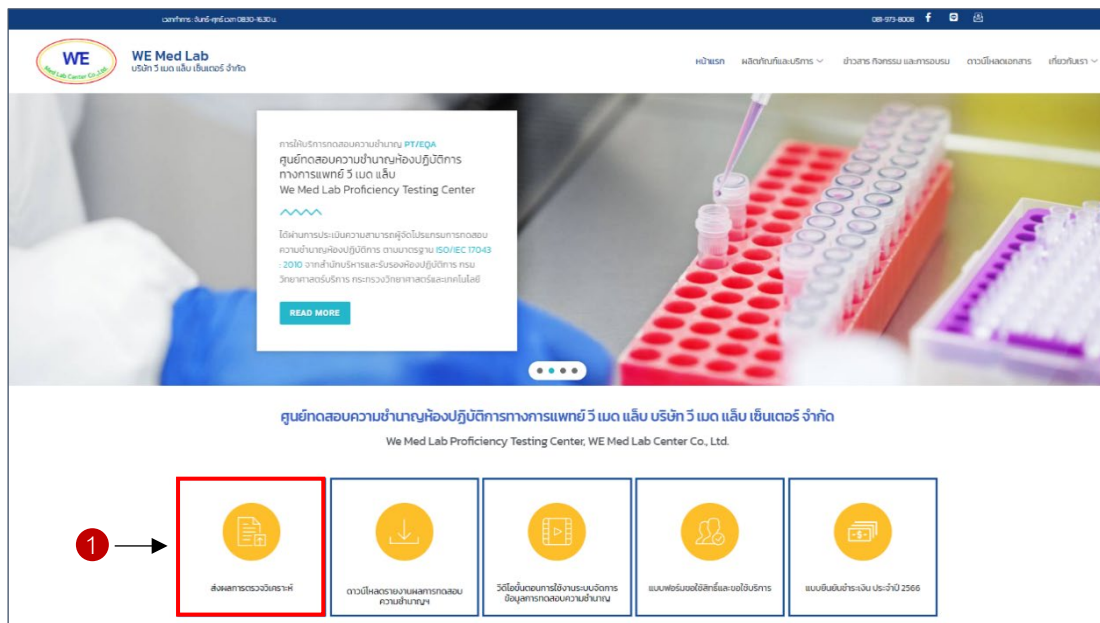 เวลาทำการ : จันทร์-ศุกร์ เวลา 08.30-16.30 น.
081-973-8008
WE
Med Lab Center Co.,Ltd.
WE Med Lab
บริษัท วี เมด แล็บ เซ็นเตอร์ จำกัด
หน้าแรก ผลิตภัณฑ์และบริการ ข่าวสาร กิจกรรม และการอบรม ดาวน์โหลดเอกสาร เกี่ยวกับเรา
การให้บริการทดสอบความชำนาญ PT/EQA
ศูนย์ทดสอบความชำนาญห้องปฏิบัติการ
ทางการแพทย์ วี เมด แล็บ
We Med Lab Proficiency Testing Center
ได้ผ่านการประเมินความสามารถผู้จัดโปรแกรมการทดสอบ
ความชำนาญห้องปฏิบัติการ ตามมาตรฐาน ISO/IEC 17043
: 2010 จากสำนักบริหารและรับรองห้องปฏิบัติการ กรม
วิทยาศาสตร์บริการ กระทรวงวิทยาศาสตร์และเทคโนโลยี
READ MORE
ศูนย์ทดสอบความชำนาญห้องปฏิบัติการทางการแพทย์ วี เมด แล็บ บริษัท วี เมด แล็บ เซ็นเตอร์ จำกัด
We Med Lab Proficiency Testing Center, WE Med Lab Center Co., Ltd.
1
ส่งผลการตรวจวิเคราะห์
ดาวน์โหลดรายงานผลการทดสอบ
ความชำนาญฯ
วิดีโอขั้นตอนการใช้งานระบบจัดการ
ข้อมูลการทดสอบความชำนาญ
แบบฟอร์มขอใช้สิทธิ์และขอใช้บริการ
แบบยืนยันชำระเงิน ประจำปี 2566